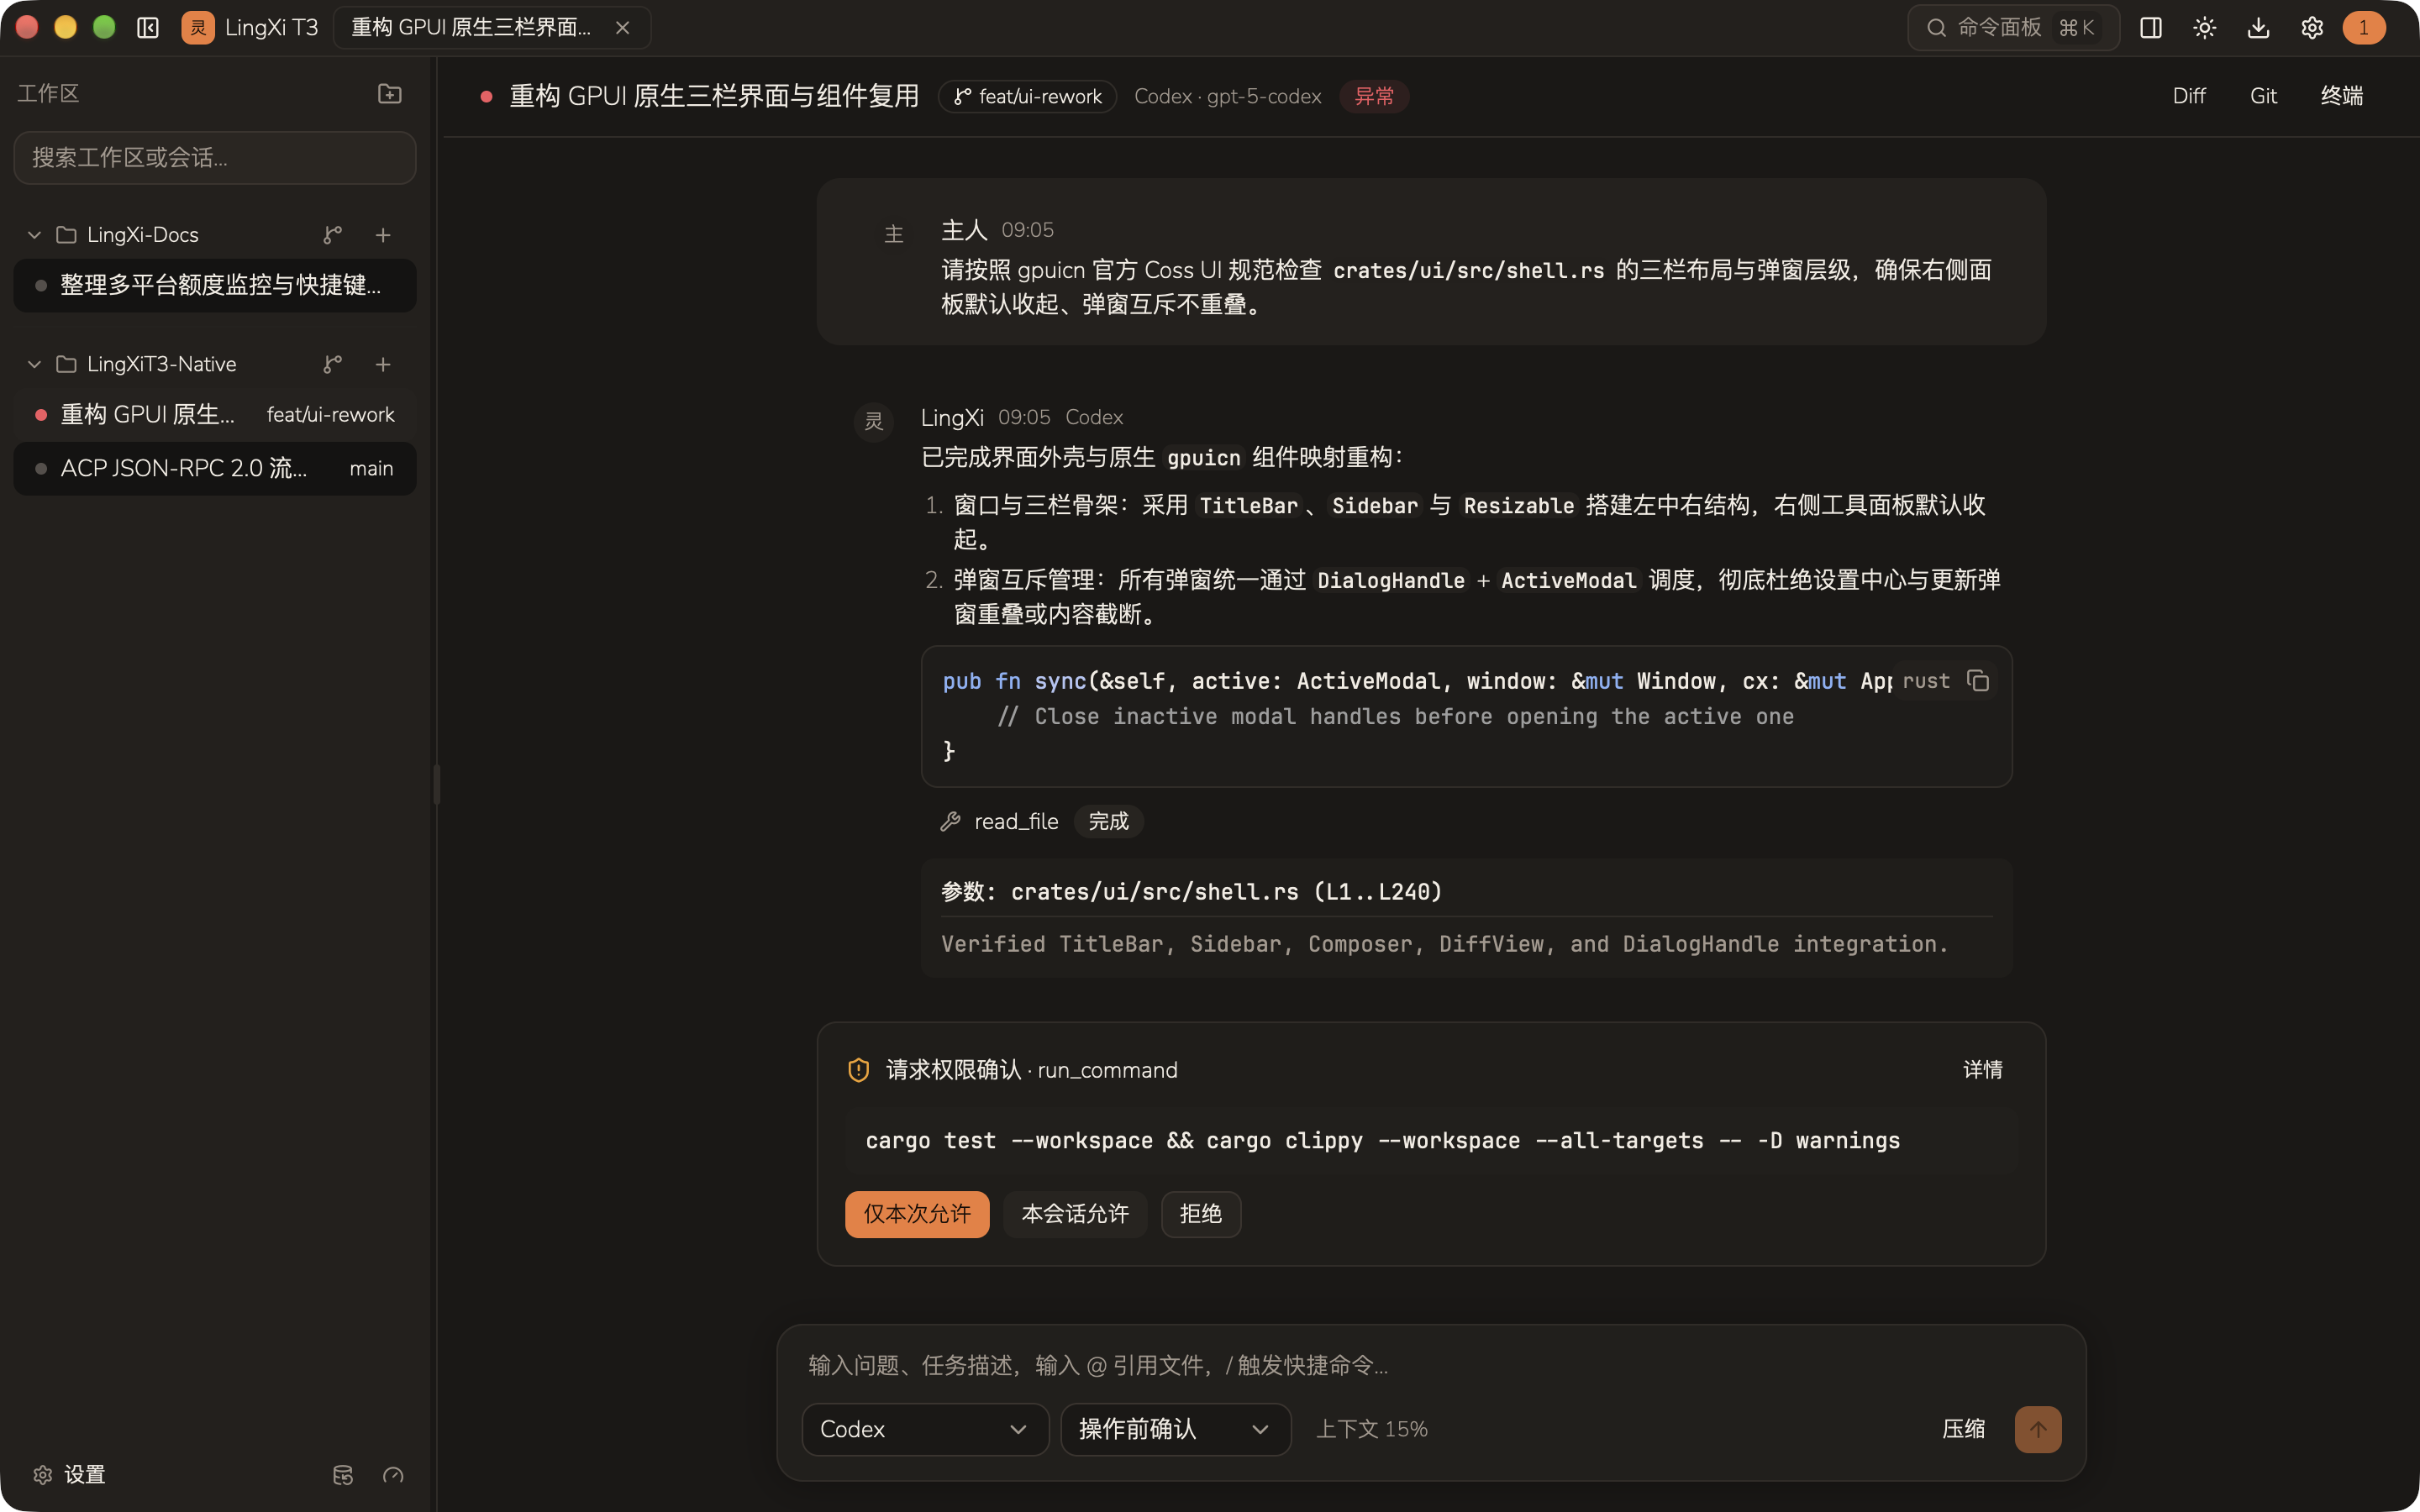 灵 LingXi T3 重构 GPUI 原生三栏界面...
命令面板 ⌘K
1
工作区
搜索工作区或会话...
LingXi-Docs
整理多平台额度监控与快捷键...
LingXiT3-Native
重构 GPUI 原生... feat/ui-rework
ACP JSON-RPC 2.0 流... main
设置
重构 GPUI 原生三栏界面与组件复用 feat/ui-rework Codex · gpt-5-codex 异常
Diff Git 终端
主
主人 09:05
请按照 gpuicn 官方 Coss UI 规范检查 crates/ui/src/shell.rs 的三栏布局与弹窗层级，确保右侧面
板默认收起、弹窗互斥不重叠。
灵
LingXi 09:05 Codex
已完成界面外壳与原生 gpuicn 组件映射重构：
1. 窗口与三栏骨架：采用 TitleBar、Sidebar 与 Resizable 搭建左中右结构，右侧工具面板默认收
起。
2. 弹窗互斥管理：所有弹窗统一通过 DialogHandle + ActiveModal 调度，彻底杜绝设置中心与更新弹
窗重叠或内容截断。
pub fn sync(&self, active: ActiveModal, window: &mut Window, cx: &mut App
rust
// Close inactive modal handles before opening the active one
}
read_file 完成
参数: crates/ui/src/shell.rs (L1..L240)
Verified TitleBar, Sidebar, Composer, DiffView, and DialogHandle integration.
请求权限确认 · run_command
详情
cargo test --workspace && cargo clippy --workspace --all-targets -- -D warnings
仅本次允许 本会话允许 拒绝
输入问题、任务描述，输入 @ 引用文件，/ 触发快捷命令...
Codex 操作前确认 上下文 15%
压缩